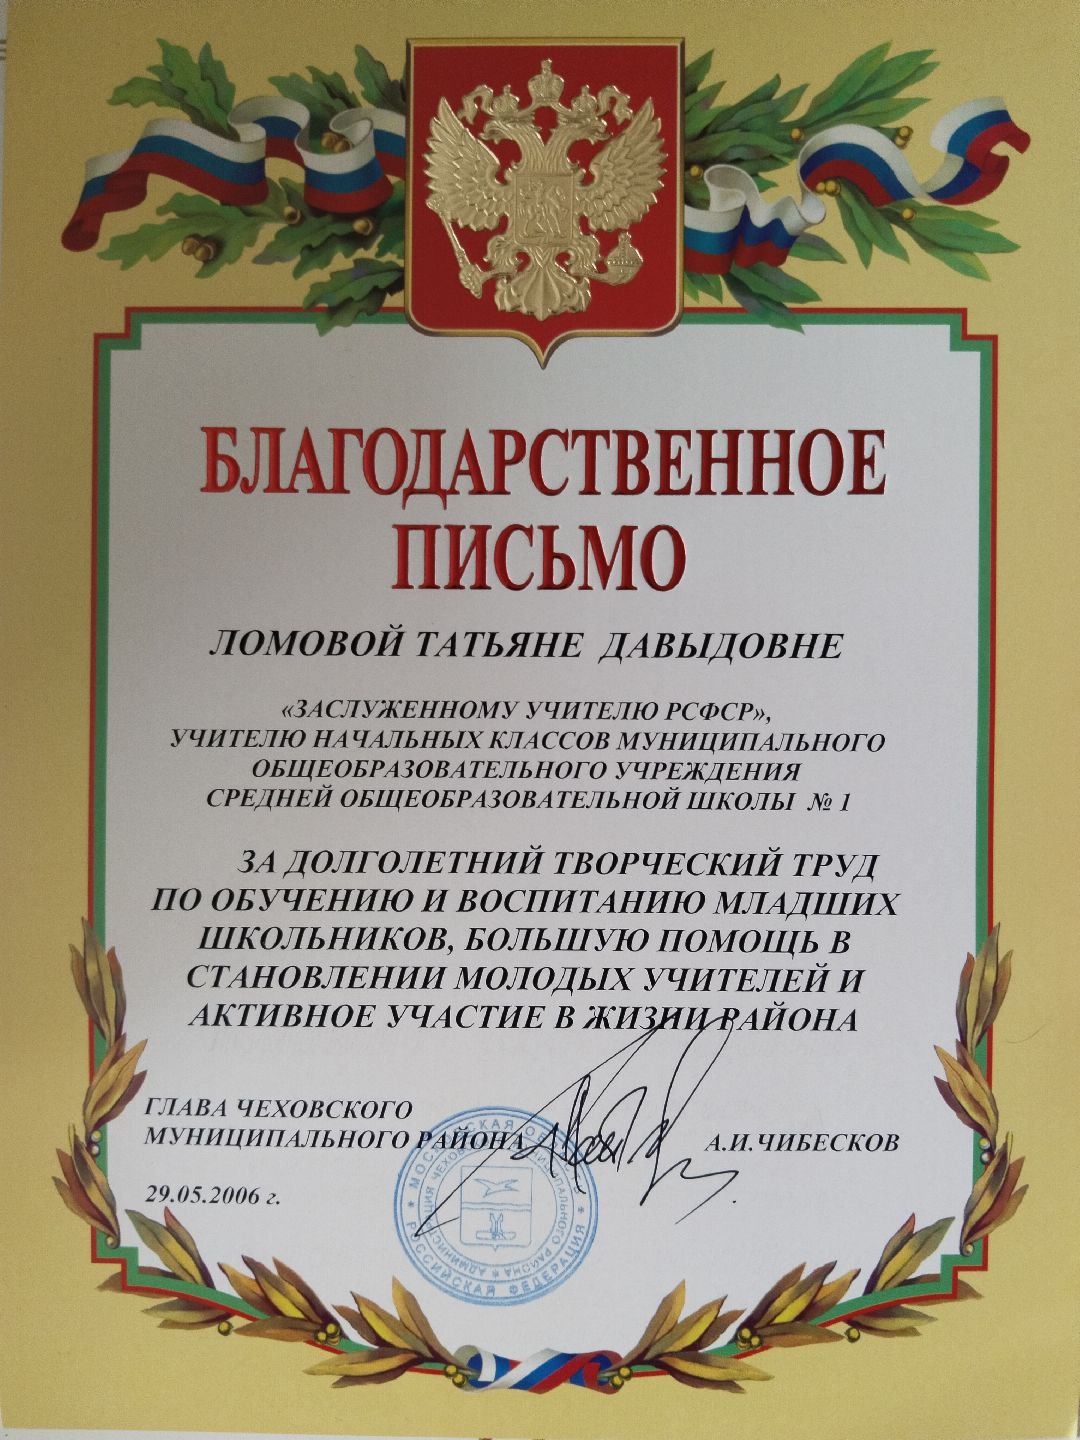 БЛАГОДАРСТВЕННОЕ
ПИСЬМО
ЛОМОВОЙ ТАТЬЯНЕ ДАВЫДОВНЕ
«ЗАСЛУЖЕННОМУ УЧИТЕЛЮ РСФСР»,
УЧИТЕЛЮ НАЧАЛЬНЫХ КЛАССОВ МУНИЦИПАЛЬНОГО
ОБЩЕОБРАЗОВАТЕЛЬНОГО УЧРЕЖДЕНИЯ
СРЕДНЕЙ ОБЩЕОБРАЗОВАТЕЛЬНОЙ ШКОЛЫ № 1
ЗА ДОЛГОЛЕТНИЙ ТВОРЧЕСКИЙ ТРУД
ПО ОБУЧЕНИЮ И ВОСПИТАНИЮ МЛАДШИХ
ШКОЛЬНИКОВ, БОЛЬШУЮ ПОМОЩЬ В
СТАНОВЛЕНИИ МОЛОДЫХ УЧИТЕЛЕЙ И
АКТИВНОЕ УЧАСТИЕ В ЖИЗНИ РАЙОНА
ГЛАВА ЧЕХОВСКОГО
МУНИЦИПАЛЬНОГО РАЙОНА
А.И.ЧИБЕСКОВ
29.05.2006 г.
РОССИЙСКАЯ ФЕДЕРАЦИЯ